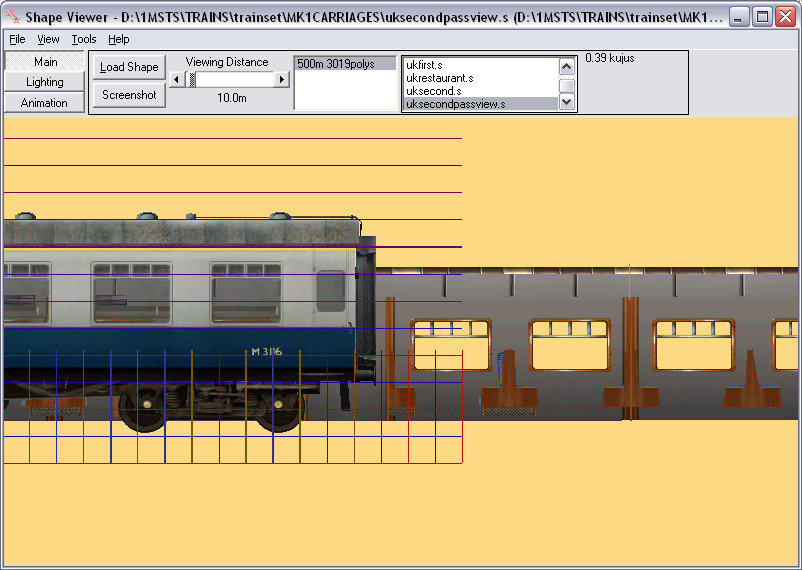 Shape Viewer - D:\1MSTS\TRAINS\trainset\MK1CARRIAGES\uksecondpassview.s (D:\1MSTS\TRAINS\trainset\MK1...
File View Tools Help
Main
Lighting
Animation
Load Shape
Screenshot
Viewing Distance
10.0m
500m 3019polys
ukfirst.s
ukrestaurant.s
uksecond.s
uksecondpassview.s
0.39 kujus
M 3116